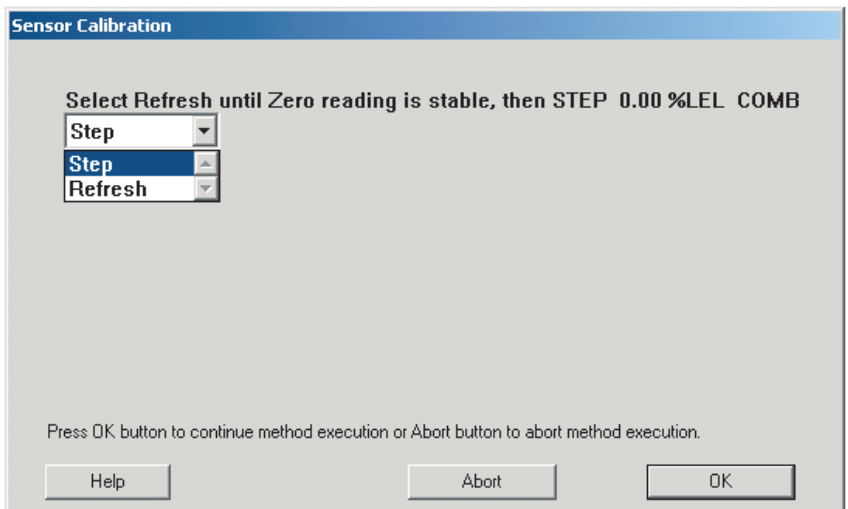 Sensor Calibration
Select Refresh until Zero reading is stable, then STEP 0.00 %LEL COMB
Step
Step
Refresh
Press OK button to continue method execution or Abort button to abort method execution.
Help Abort OK